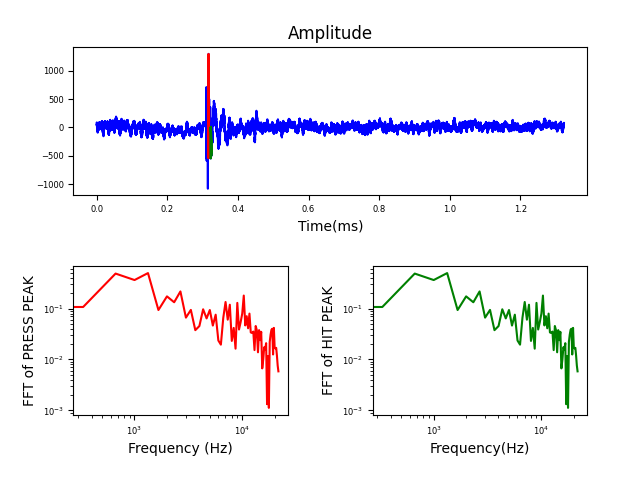 Amplitude
1000
500
0
−500
−1000
0.0 0.2 0.4 0.6 0.8 1.0 1.2
Time(ms)
FFT of PRESS PEAK
10⁻¹
10⁻²
10⁻³
10³ 10⁴
Frequency (Hz)
FFT of HIT PEAK
10⁻¹
10⁻²
10⁻³
10³ 10⁴
Frequency(Hz)